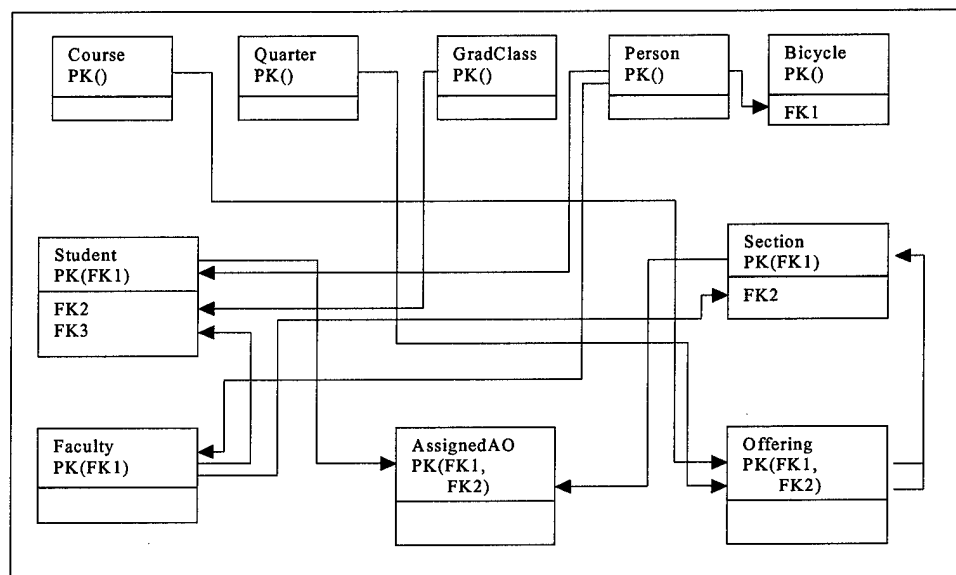 Course
PK()
Quarter
PK()
GradClass
PK()
Person
PK()
Bicycle
PK()
FK1
Student
PK(FK1)
FK2
FK3
Section
PK(FK1)
FK2
Faculty
PK(FK1)
AssignedAO
PK(FK1,
FK2)
Offering
PK(FK1,
FK2)